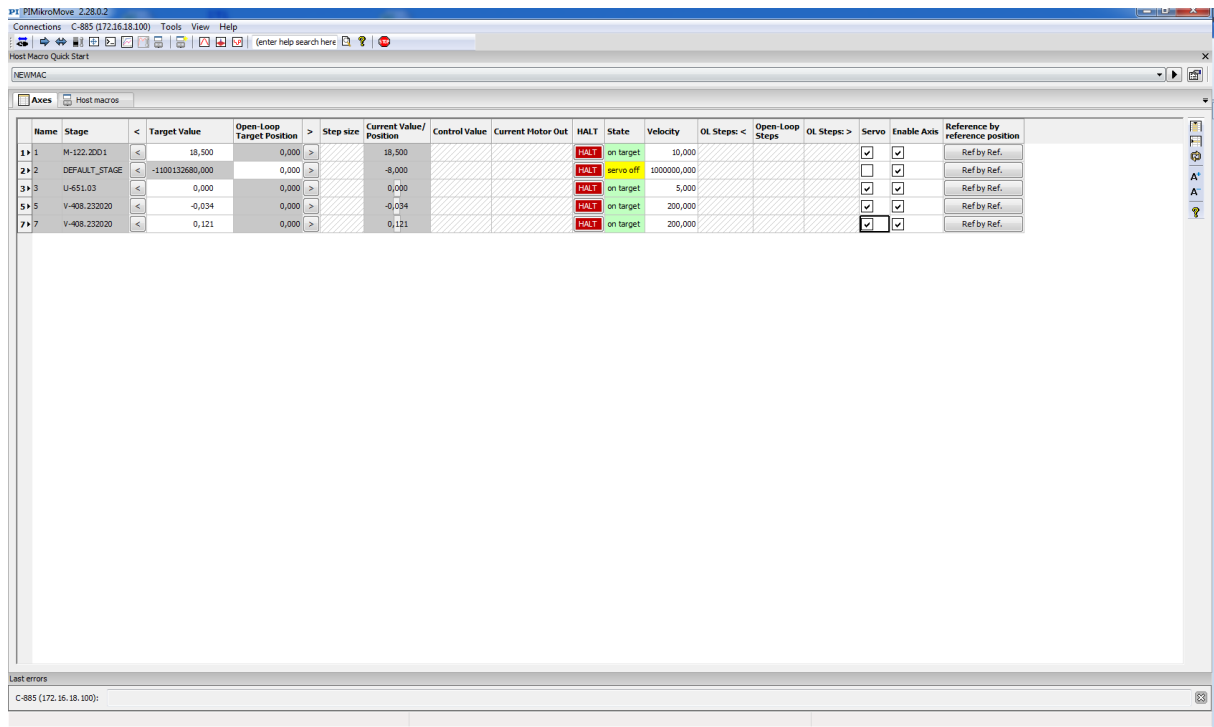 PI PIMikroMove 2.28.0.2
Connections C-885 (172.16.18.100) Tools View Help
(enter help search here) STOP
Host Macro Quick Start
NEWMAC
Axes Host macros
Name Stage < Target Value Open-Loop Target Position > Step size Current Value/ Position Control Value Current Motor Out HALT State Velocity OL Steps: < Open-Loop Steps OL Steps: > Servo Enable Axis Reference by reference position
1 1 M-122.2DD1 < 18,500 0,000 > 18,500 HALT on target 10,000 Ref by Ref.
2 2 DEFAULT_STAGE < -1100132680,000 0,000 > -8,000 HALT servo off 1000000,000 Ref by Ref.
3 3 U-651.03 < 0,000 0,000 > 0,000 HALT on target 5,000 Ref by Ref.
5 5 V-408.232020 < -0,034 0,000 > -0,034 HALT on target 200,000 Ref by Ref.
7 7 V-408.232020 < 0,121 0,000 > 0,121 HALT on target 200,000 Ref by Ref.
A+
A-
Last errors
C-885 (172.16.18.100):